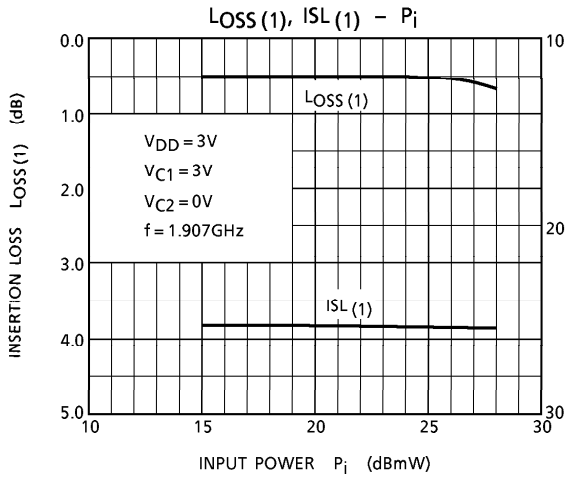 LOSS (1), ISL (1) – Pi
0.0
1.0
2.0
3.0
4.0
5.0
INSERTION LOSS LOSS (1) (dB)
10
20
30
LOSS (1)
VDD = 3V
VC1 = 3V
VC2 = 0V
f = 1.907GHz
ISL (1)
10
15
20
25
30
INPUT POWER Pi (dBmW)